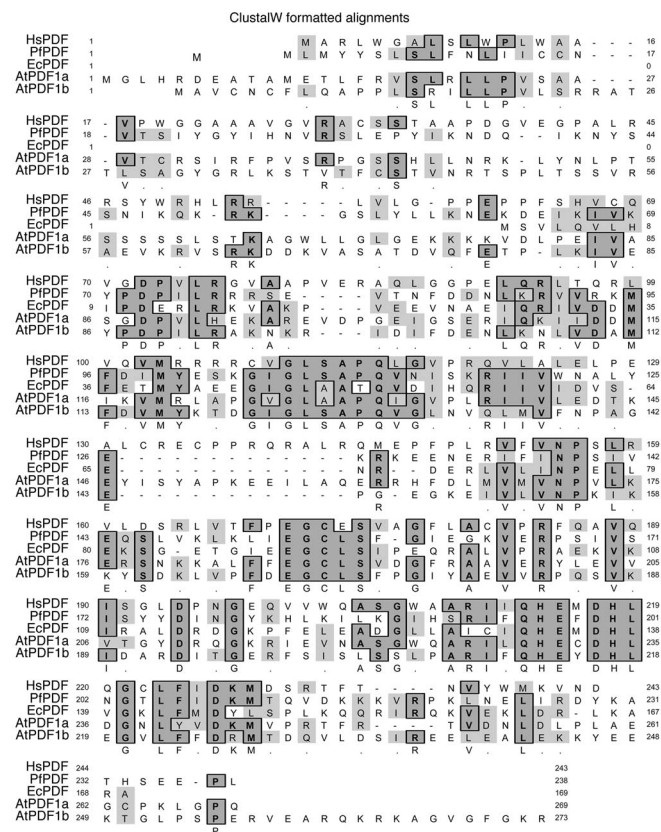 ClustalW formatted alignments
HsPDF 1 M A R L W G A L S L W P L W A A - - - 16
PfPDF 1 M M L M Y Y S L F N L I I C C N - - - 17
EcPDF 1 0
AtPDF1a 1 M G L H R D E A T A M E T L F R V S L R L L P V S A A - - - 27
AtPDF1b 1 M A V C N C F L Q A P P L S R I L L P V L S R R A T 26
. S L . L L P .
HsPDF 17 - V P W G G A A A V G V R A C S S T A A P D G V E G P A L R 45
PfPDF 18 - V T S I Y G Y I H N V R S L E P Y I K N D Q - I K N Y S 44
EcPDF 1 0
AtPDF1a 28 - V T C R S I R F P V S R P G S S H L L N R K - L Y N L P T 55
AtPDF1b 27 T L S A G Y G R L K S T V T F C S T V N R T S P L T S S V R 56
V . . R . . S .
HsPDF 46 R S Y W R H L R R - - - - - L V L G - - P P E P P F S H V C Q 69
PfPDF 45 S N I K Q K R K - - - - - G S L Y L L K N E K D E I K I V K 69
EcPDF 1 M S V L Q V L H 8
AtPDF1a 56 S S S S S L S T K A G W L L G L G E K K K K V D L P E I V A 85
AtPDF1b 57 A E V K R V S R K D D K V A S A T D V Q F E T P L - K I V E 85
. . R K . . E . . I V .
HsPDF 70 V G D P V L R G V A A P V E R A Q L G G P E L Q R L T Q R L 99
PfPDF 70 Y P D P I L R R R S E - - - - V T N F D D N L K R V V R K M 95
EcPDF 9 I P D E R L R K V A K P - - - V E E V N A E I Q R I V D D M 35
AtPDF1a 86 S G D P V L H E K A R E V D P G E I G S E R I Q K I I D D M 115
AtPDF1b 86 Y P D P I L R A K N K R - - - I D I F D E N L K N L V D A M 112
P D P . L R . A . . . L Q R . V D M
HsPDF 100 V Q V M R R R R C V G L S A P Q L G V P R Q V L A L E L P E 129
PfPDF 96 F D I M Y E S K G I G L S A P Q V N I S K R I I V W N A L Y 125
EcPDF 36 F E T M Y A E E G I G L A A T Q V D I H Q R I I V I D V S - 64
AtPDF1a 116 I K V M R L A P G V G L A A P Q I G V P L R I I V L E D T K 145
AtPDF1b 113 F D V M Y K T D G I G L S A P Q V G L N V Q L M V F N P A G 142
F . V M Y . . G I G L S A P Q V G . . . . I V . . . .
HsPDF 130 A L C R E C P P R Q R A L R Q M E P F P L R V F V N P S L R 159
PfPDF 126 E - - - - - - - - - - - - - - K R K E E N E R I F I N P S I V 142
EcPDF 65 E - - - - - - - - - - - - - - N R - - D E R L V L I N P E L L 79
AtPDF1a 146 E Y I S Y A P K E E I L A Q E R R H F D L M V M V N P V L K 175
AtPDF1b 143 E - - - - - - - - - - - - - - P - G E G K E I V L V N P K I K 158
E R . V . V N P L .
HsPDF 160 V L D S R L V T F P E G C E S V A G F L A C V P R F Q A V Q 189
PfPDF 143 E Q S L V K L K L I E G C L S F P G I E G K V E R P S I V S 171
EcPDF 80 E K S G - E T G I E E G C L S I P E Q R A L V P R A E K V K 108
AtPDF1a 176 E R S N K K A L F F E G C L S V D G F R A A V E R Y L E V V 205
AtPDF1b 159 K Y S D K L V P F D E G C L S F P G I Y A E V V R P Q S V K 188
E . S . . . F . E G C L S . . G . . A . V . R . . V .
HsPDF 190 I S G L D P N G E Q V V W Q A S G W A A R I I Q H E M D H L 219
PfPDF 172 I S Y Y D I N G Y K H L K I L K G I H S R I F Q H E F D H L 201
EcPDF 109 I R A L D R D G K P F E L E A D G L L A I C I Q H E M D H L 138
AtPDF1a 206 V T G Y D R Q G K R I E V N A S G W Q A R I L Q H E C D H L 235
AtPDF1b 189 I D A R D I T G E R F S I S L S S L P A R I F Q H E Y D H L 218
I . . . D . . G . . . . . A S G . . A R I . Q H E . D H L
HsPDF 220 Q G C L F I D K M D S R T F T - - - - N V Y W M K V N D 243
PfPDF 202 N G T L F I D K M T Q V D K K K V R P K L N E L I R D Y K A 231
EcPDF 139 V G K L F M D Y L S P L K Q Q R I R Q K V E K L D R - L K A 167
AtPDF1a 236 D G N L Y V D K M V P R T F R - - - - T V D N L D L P L A E 261
AtPDF1b 219 E G V L F F D R M T D Q V L D S I R E E L E A L E K K Y E E 248
G . L F . D K M . . . . . . R . V . . L . .
HsPDF 244 243
PfPDF 232 T H S E E - P L 238
EcPDF 168 R A 169
AtPDF1a 262 G C P K L G P Q 269
AtPDF1b 249 K T G L P S P E R V E A R Q K R K A G V G F G K R 273
P